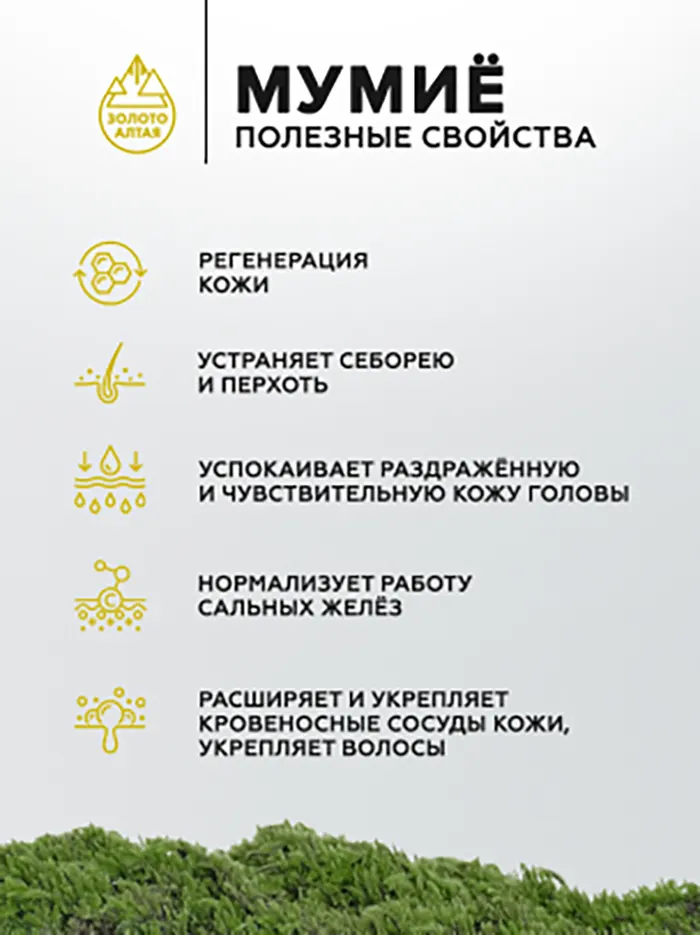 ЗОЛОТО
АЛТАЯ
МУМИЁ
ПОЛЕЗНЫЕ СВОЙСТВА
РЕГЕНЕРАЦИЯ
КОЖИ
УСТРАНЯЕТ СЕБОРЕЮ
И ПЕРХОТЬ
УСПОКАИВАЕТ РАЗДРАЖЁННУЮ
И ЧУВСТВИТЕЛЬНУЮ КОЖУ ГОЛОВЫ
НОРМАЛИЗУЕТ РАБОТУ
САЛЬНЫХ ЖЕЛЁЗ
C
РАСШИРЯЕТ И УКРЕПЛЯЕТ
КРОВЕНОСНЫЕ СОСУДЫ КОЖИ,
УКРЕПЛЯЕТ ВОЛОСЫ